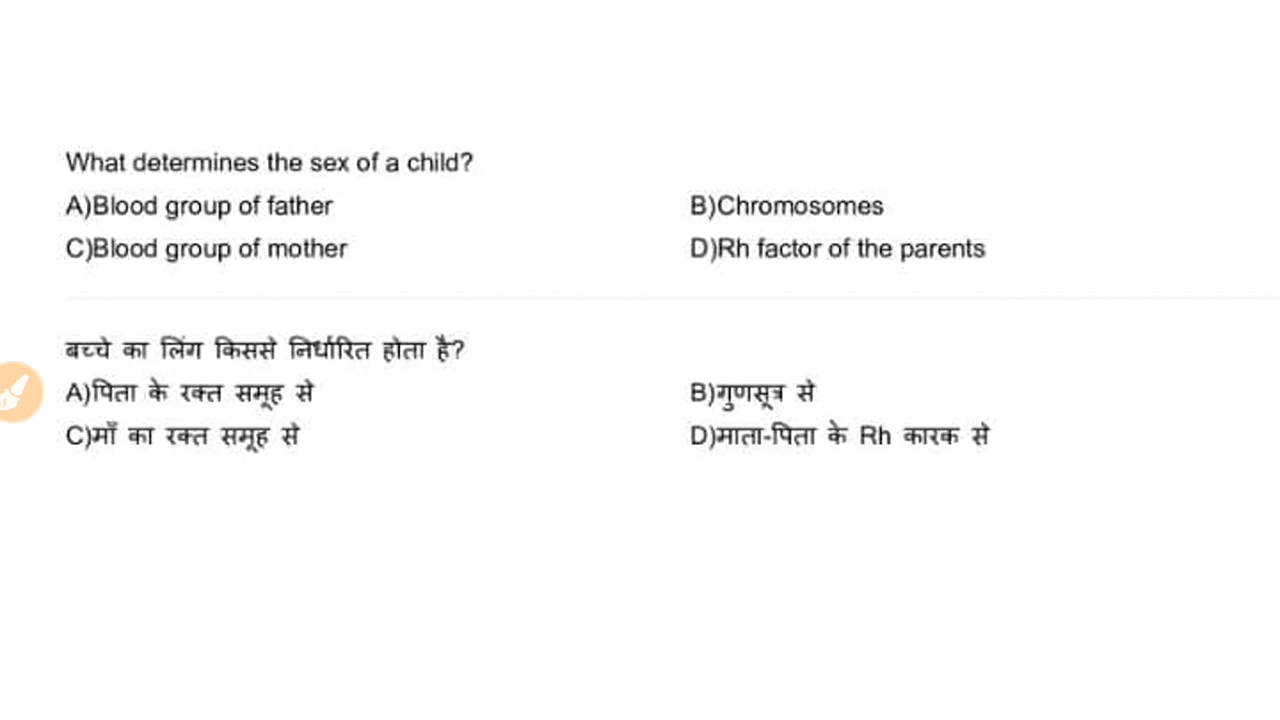 What determines the sex of a child?
A)Blood group of father B)Chromosomes
C)Blood group of mother D)Rh factor of the parents
बच्चे का लिंग किससे निर्धारित होता है?
A)पिता के रक्त समूह से B)गुणसूत्र से
C)माँ का रक्त समूह से D)माता-पिता के Rh कारक से